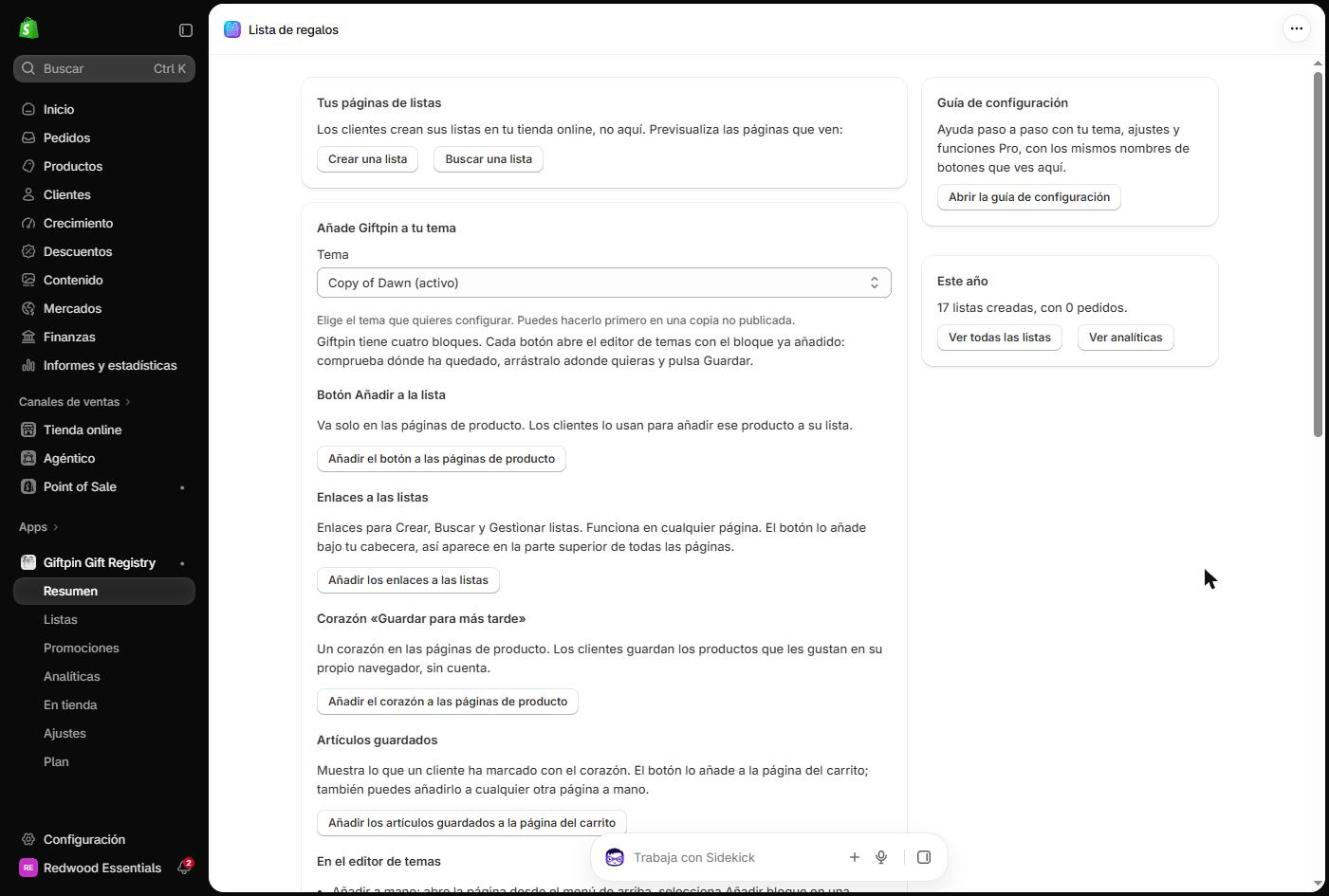 Buscar
Ctrl K
Inicio
Pedidos
Productos
Clientes
Crecimiento
Descuentos
Contenido
Mercados
Finanzas
Informes y estadísticas
Canales de ventas
Tienda online
Agéntico
Point of Sale
Apps
Giftpin Gift Registry
Resumen
Listas
Promociones
Analíticas
En tienda
Ajustes
Plan
Configuración
RE
Redwood Essentials
2
Lista de regalos
Tus páginas de listas
Los clientes crean sus listas en tu tienda online, no aquí. Previsualiza las páginas que ven:
Crear una lista
Buscar una lista
Añade Giftpin a tu tema
Tema
Copy of Dawn (activo)
Elige el tema que quieres configurar. Puedes hacerlo primero en una copia no publicada.
Giftpin tiene cuatro bloques. Cada botón abre el editor de temas con el bloque ya añadido:
comprueba dónde ha quedado, arrástralo adonde quieras y pulsa Guardar.
Botón Añadir a la lista
Va solo en las páginas de producto. Los clientes lo usan para añadir ese producto a su lista.
Añadir el botón a las páginas de producto
Enlaces a las listas
Enlaces para Crear, Buscar y Gestionar listas. Funciona en cualquier página. El botón lo añade
bajo tu cabecera, así aparece en la parte superior de todas las páginas.
Añadir los enlaces a las listas
Corazón «Guardar para más tarde»
Un corazón en las páginas de producto. Los clientes guardan los productos que les gustan en su
propio navegador, sin cuenta.
Añadir el corazón a las páginas de producto
Artículos guardados
Muestra lo que un cliente ha marcado con el corazón. El botón lo añade a la página del carrito;
también puedes añadirlo a cualquier otra página a mano.
Añadir los artículos guardados a la página del carrito
En el editor de temas
Añadir a mano: abre la página desde el menú de arriba, selecciona Añadir bloque en una
Trabaja con Sidekick
Guía de configuración
Ayuda paso a paso con tu tema, ajustes y
funciones Pro, con los mismos nombres de
botones que ves aquí.
Abrir la guía de configuración
Este año
17 listas creadas, con 0 pedidos.
Ver todas las listas
Ver analíticas